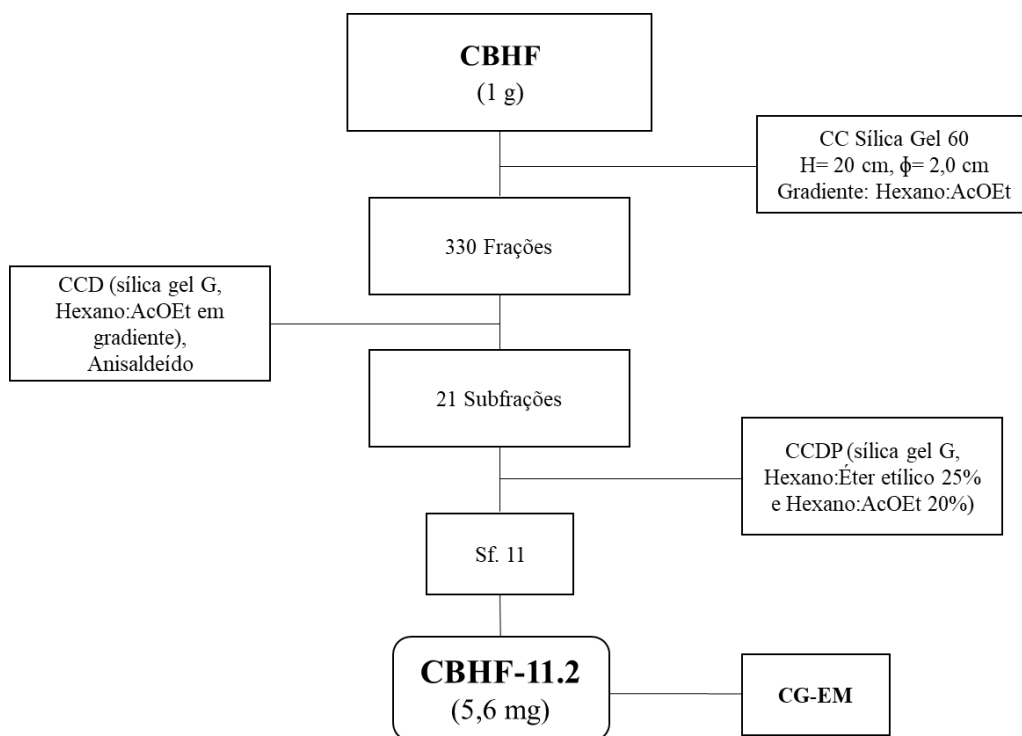 CBHF
(1 g)
CC Sílica Gel 60
H= 20 cm, ϕ= 2,0 cm
Gradiente: Hexano:AcOEt
330 Frações
CCD (sílica gel G,
Hexano:AcOEt em
gradiente),
Anisaldeído
21 Subfrações
CCDP (sílica gel G,
Hexano:Éter etílico 25%
e Hexano:AcOEt 20%)
Sf. 11
CBHF-11.2
(5,6 mg)
CG-EM